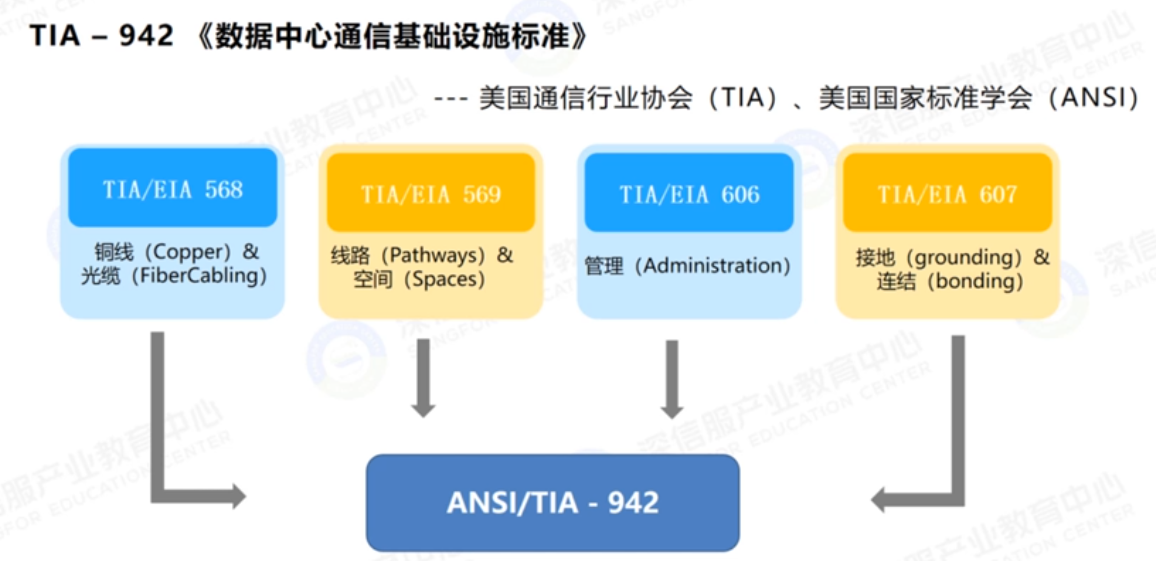 TIA – 942 《数据中心通信基础设施标准》
--- 美国通信行业协会（TIA）、美国国家标准学会（ANSI）
TIA/EIA 568
铜线（Copper）&
光缆（FiberCabling）
TIA/EIA 569
线路（Pathways）&
空间（Spaces）
TIA/EIA 606
管理（Administration）
TIA/EIA 607
接地（grounding）&
连结（bonding）
ANSI/TIA - 942
深信服产业教育中心
SANGFOR EDUCATION CENTER